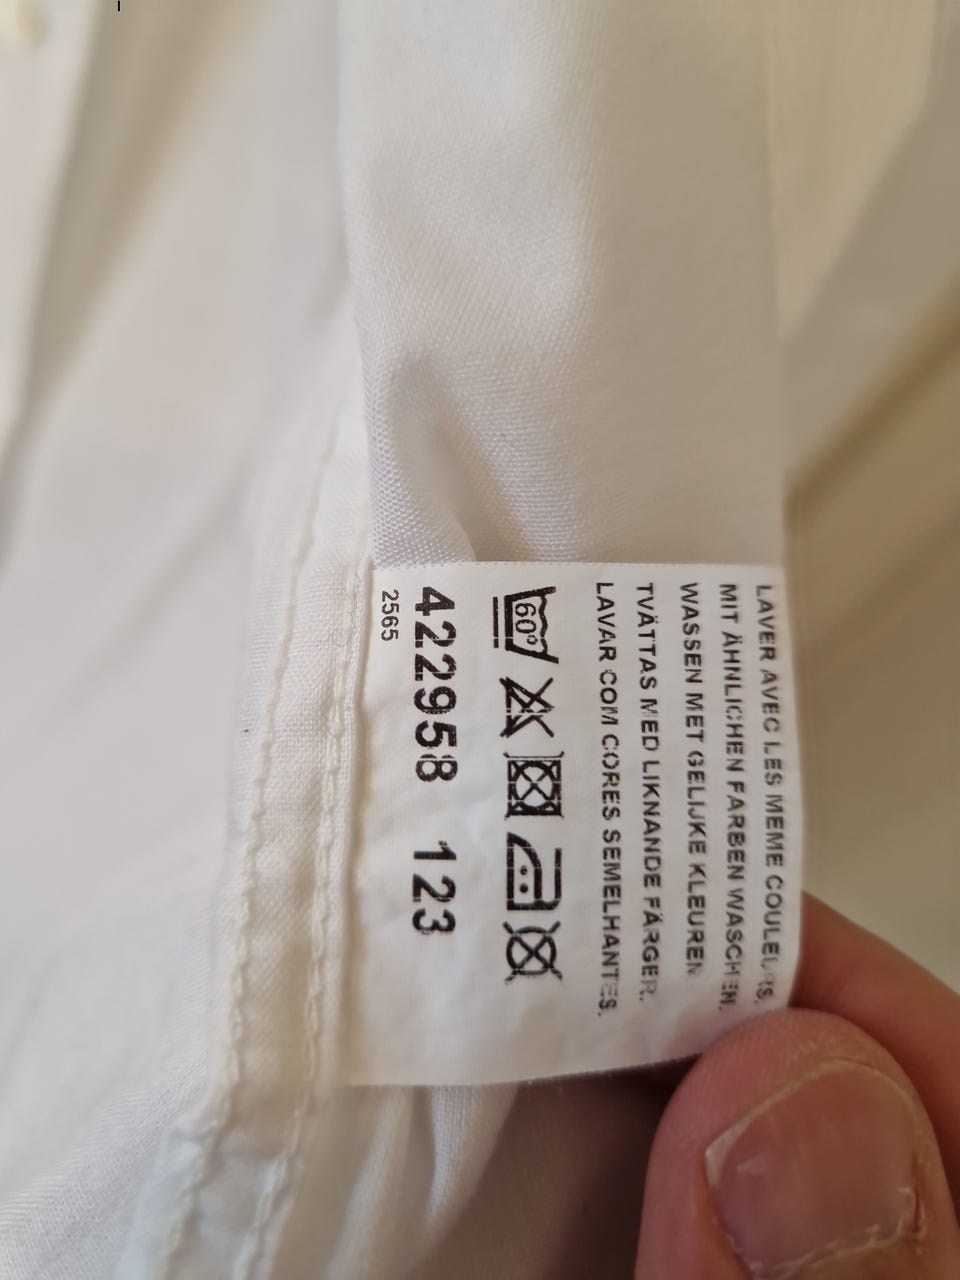 LAVER AVEC LES MEME COULEURS.
MIT ÄHNLICHEN FARBEN WASCHEN.
WASSEN MET GELIJKE KLEUREN
TVÄTTAS MED LIKNANDE FÄRGER.
LAVAR COM CORES SEMELHANTES.
60°
422958 123
2565